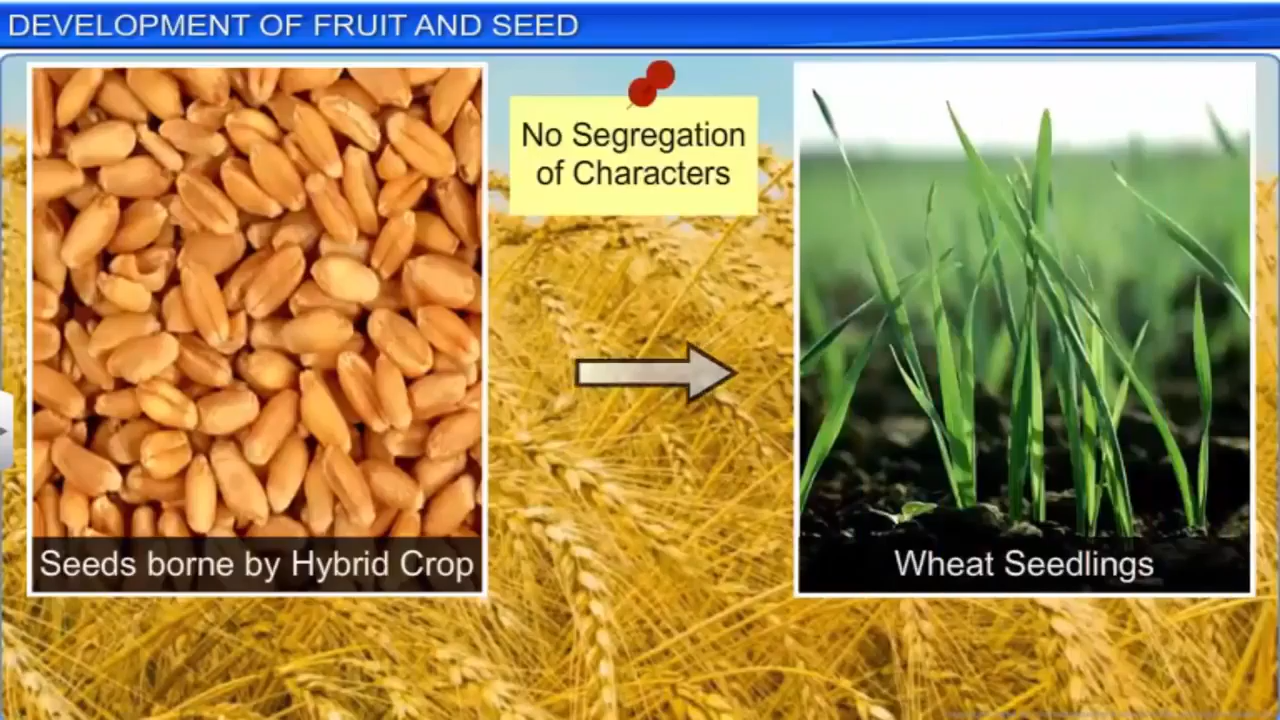 DEVELOPMENT OF FRUIT AND SEED
No Segregation
of Characters
Seeds borne by Hybrid Crop
Wheat Seedlings